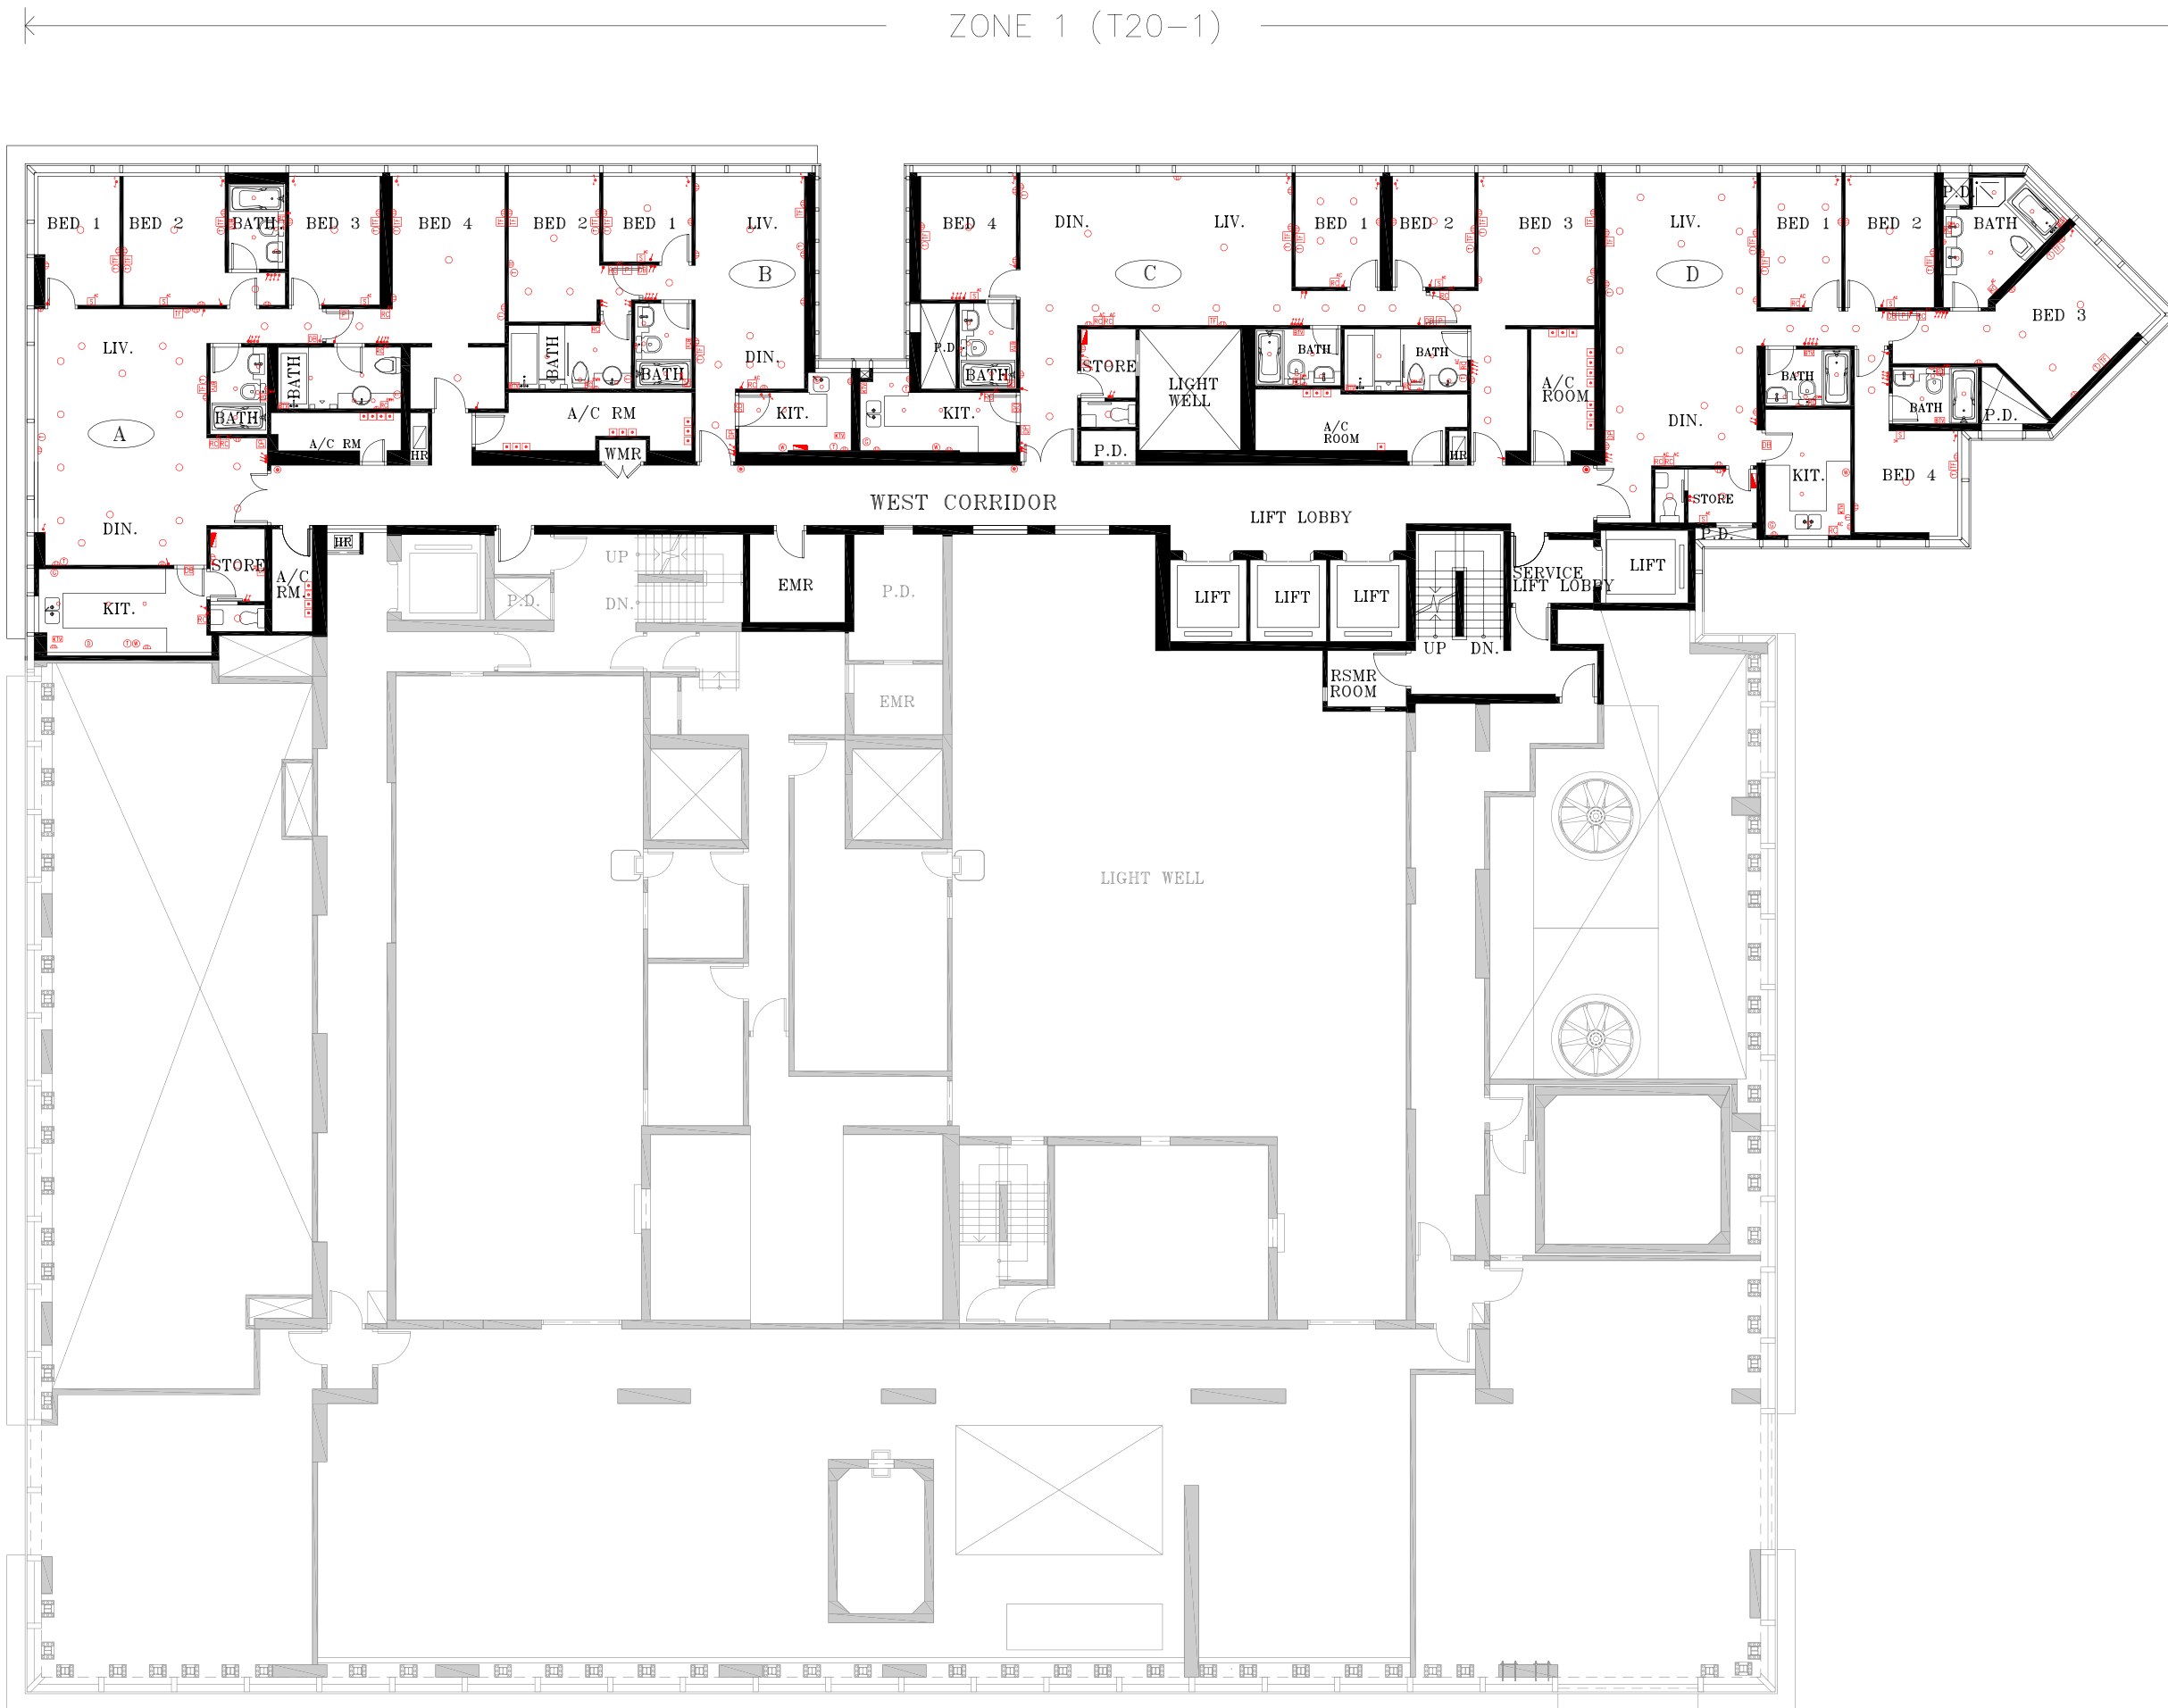 ZONE 1 (T20-1)
BED 1
BED 2
BATH
BED 3
BED 4
BED 2
BED 1
LIV.
BED 4
DIN.
LIV.
BED 1
BED 2
BED 3
LIV.
BED 1
BED 2
P.D.
BATH
B
C
D
BED 3
LIV.
BATH
BATH
BATH
DIN.
P.D.
BATH
STORE
LIGHT
WELL
BATH
BATH
A/C
ROOM
BATH
BATH
P.D.
A
BATH
A/C RM
HR
A/C RM
WMR
KIT.
KIT.
P.D.
A/C
ROOM
HR
DIN.
KIT.
BED 4
STORE
P.D.
DIN.
WEST CORRIDOR
LIFT LOBBY
HR
STORE
A/C
RM.
KIT.
UP
DN.
P.D.
EMR
P.D.
LIFT
LIFT
LIFT
SERVICE
LIFT LOBBY
LIFT
UP
DN.
RSMR
ROOM
EMR
LIGHT WELL